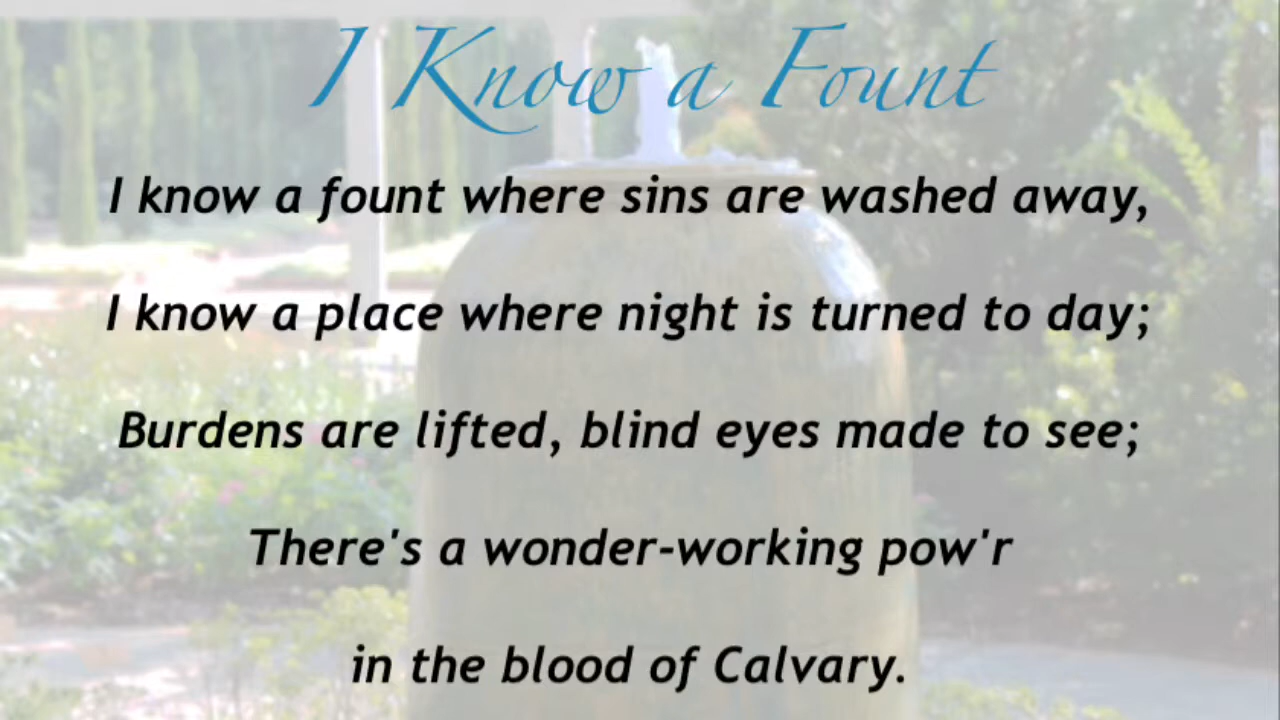 I Know a Fount
I know a fount where sins are washed away,
I know a place where night is turned to day;
Burdens are lifted, blind eyes made to see;
There's a wonder-working pow'r
in the blood of Calvary.